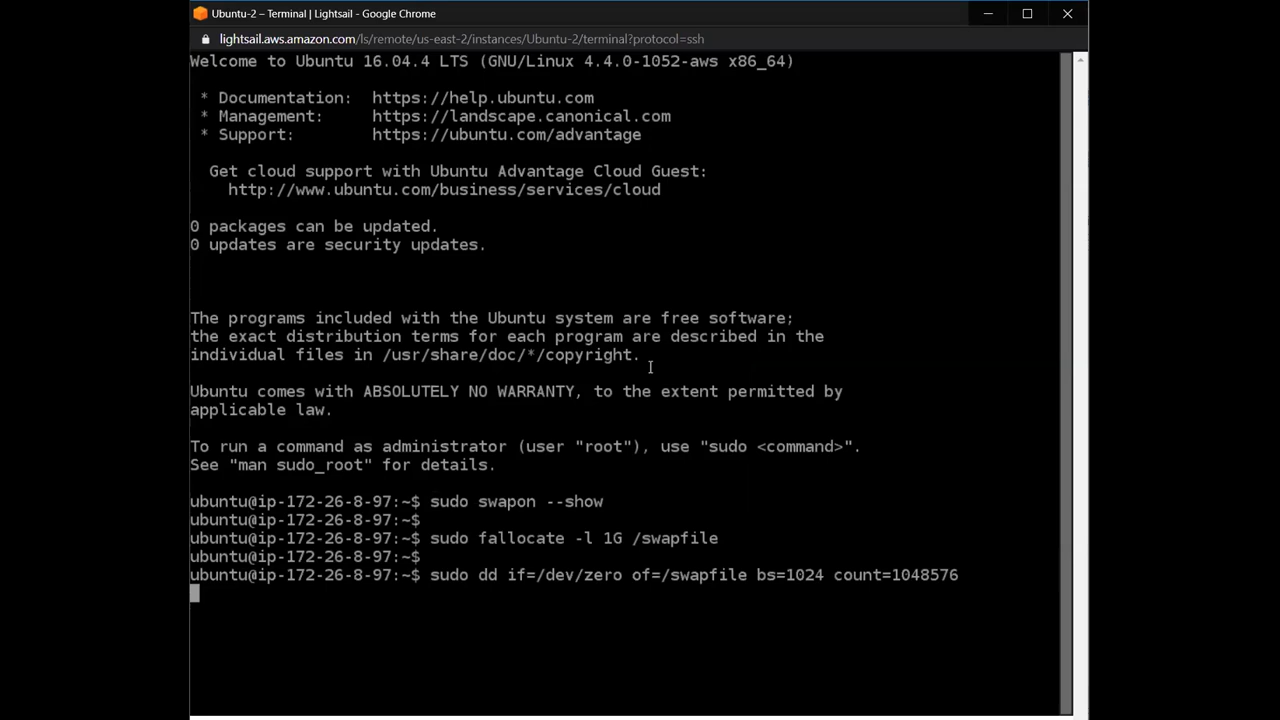 Ubuntu-2 – Terminal | Lightsail - Google Chrome
lightsail.aws.amazon.com/ls/remote/us-east-2/instances/Ubuntu-2/terminal?protocol=ssh
Welcome to Ubuntu 16.04.4 LTS (GNU/Linux 4.4.0-1052-aws x86_64)
* Documentation:  https://help.ubuntu.com
* Management:     https://landscape.canonical.com
* Support:        https://ubuntu.com/advantage
Get cloud support with Ubuntu Advantage Cloud Guest:
http://www.ubuntu.com/business/services/cloud
0 packages can be updated.
0 updates are security updates.
The programs included with the Ubuntu system are free software;
the exact distribution terms for each program are described in the
individual files in /usr/share/doc/*/copyright.
Ubuntu comes with ABSOLUTELY NO WARRANTY, to the extent permitted by
applicable law.
To run a command as administrator (user "root"), use "sudo <command>".
See "man sudo_root" for details.
ubuntu@ip-172-26-8-97:~$ sudo swapon --show
ubuntu@ip-172-26-8-97:~$
ubuntu@ip-172-26-8-97:~$ sudo fallocate -l 1G /swapfile
ubuntu@ip-172-26-8-97:~$
ubuntu@ip-172-26-8-97:~$ sudo dd if=/dev/zero of=/swapfile bs=1024 count=1048576